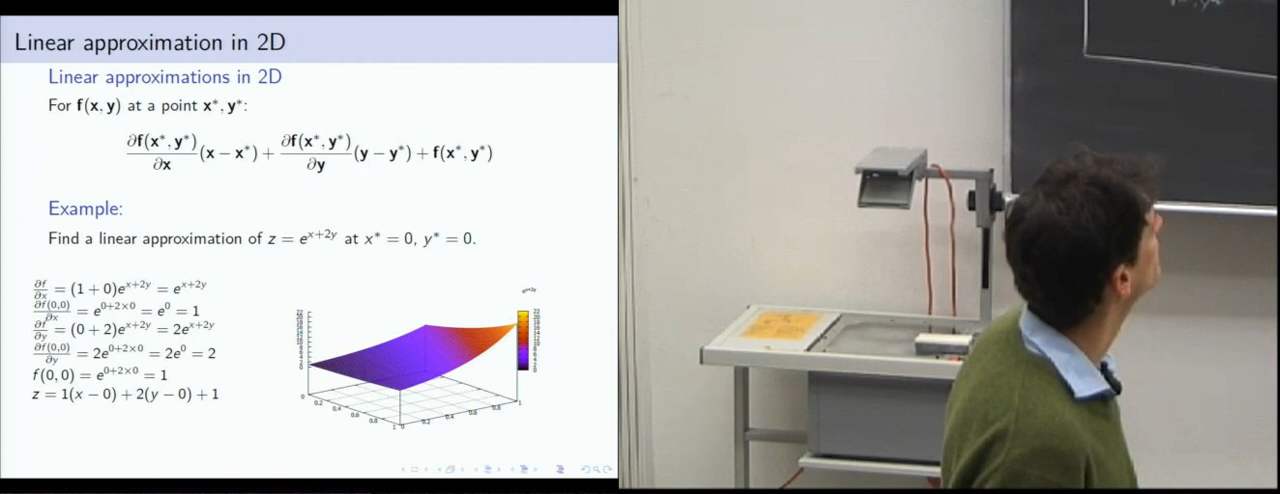 Linear approximation in 2D
Linear approximations in 2D
For f(x, y) at a point x*, y*:
∂f(x*, y*)/∂x (x − x*) + ∂f(x*, y*)/∂y (y − y*) + f(x*, y*)
Example:
Find a linear approximation of z = e^{x+2y} at x* = 0, y* = 0.
∂f/∂x = (1 + 0)e^{x+2y} = e^{x+2y}
∂f(0,0)/∂x = e^{0+2×0} = e^0 = 1
∂f/∂y = (0 + 2)e^{x+2y} = 2e^{x+2y}
∂f(0,0)/∂y = 2e^{0+2×0} = 2e^0 = 2
f(0, 0) = e^{0+2×0} = 1
z = 1(x − 0) + 2(y − 0) + 1